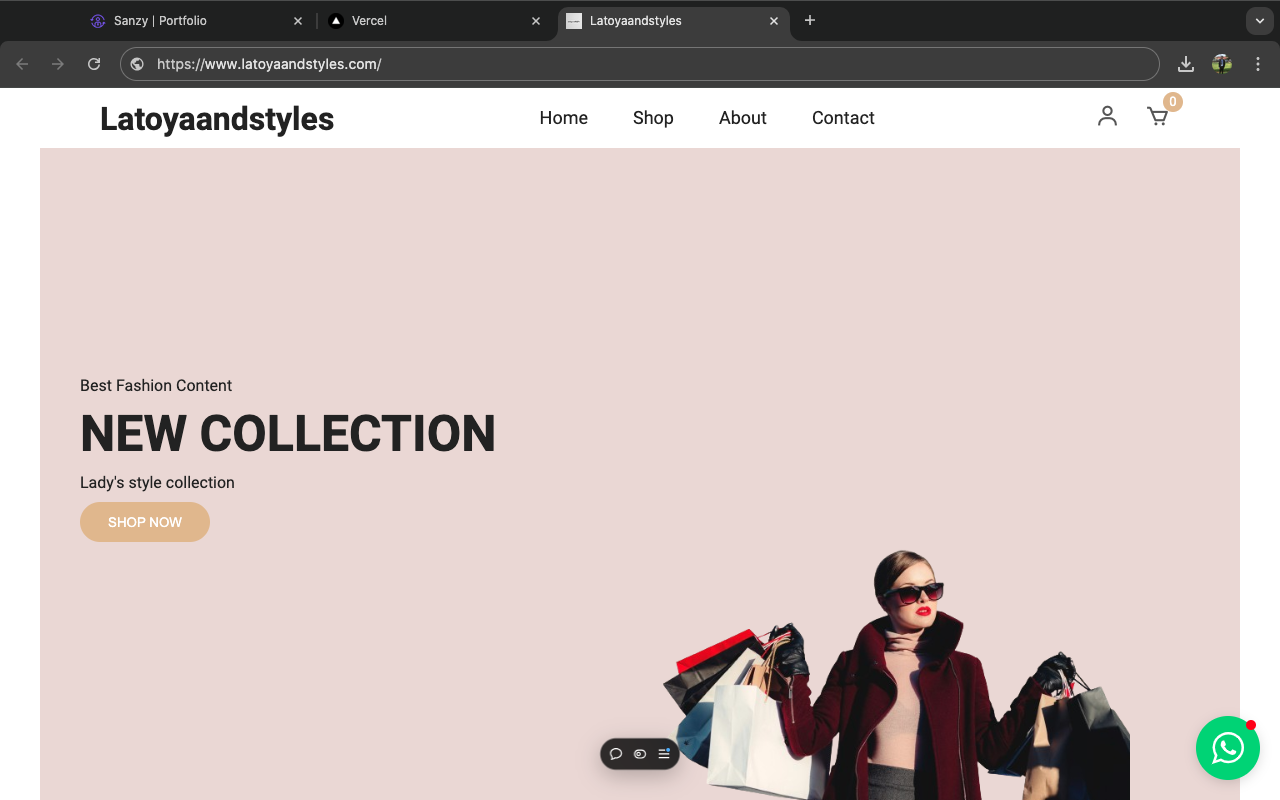 Sanzy | Portfolio
Vercel
Latoyaandstyles
https://www.latoyaandstyles.com/
Latoyaandstyles
Home
Shop
About
Contact
0
Best Fashion Content
NEW COLLECTION
Lady's style collection
SHOP NOW